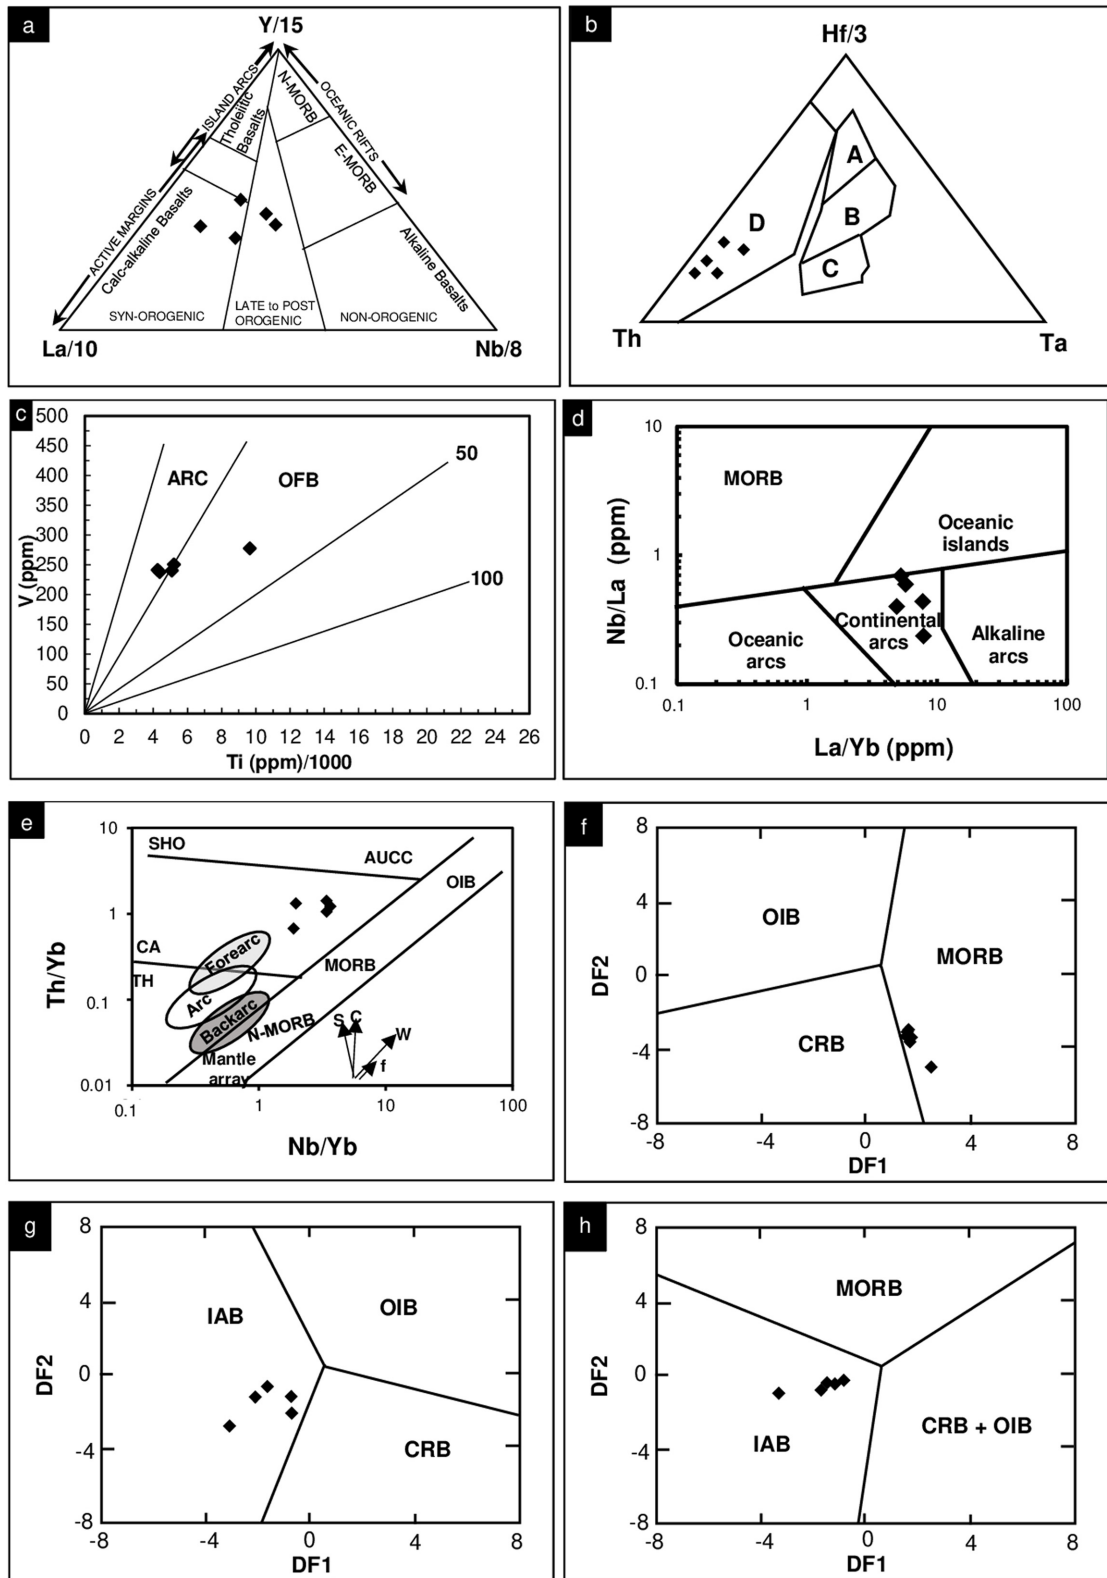 a
Y/15
ISLAND ARCS
Tholeiitic
Basalts
N-MORB
OCEANIC RIFTS
E-MORB
ACTIVE MARGINS
Calc-alkaline Basalts
Alkaline Basalts
SYN-OROGENIC
LATE to POST
OROGENIC
NON-OROGENIC
La/10
Nb/8
b
Hf/3
A
B
C
D
Th
Ta
c
500
450
400
350
300
250
200
150
100
50
0
V (ppm)
ARC
OFB
50
100
0 2 4 6 8 10 12 14 16 18 20 22 24 26
Ti (ppm)/1000
d
10
1
0.1
Nb/La (ppm)
MORB
Oceanic
islands
Continental
arcs
Oceanic
arcs
Alkaline
arcs
0.1 1 10 100
La/Yb (ppm)
e
10
1
0.1
0.01
Th/Yb
SHO
AUCC
OIB
CA
TH
Forearc
Arc
Backarc
MORB
N-MORB
Mantle
array
S C
W
f
0.1 1 10 100
Nb/Yb
f
8
4
0
-4
-8
DF2
OIB
MORB
CRB
-8 -4 0 4 8
DF1
g
8
4
0
-4
-8
DF2
IAB
OIB
CRB
-8 -4 0 4 8
DF1
h
8
4
0
-4
-8
DF2
MORB
IAB
CRB + OIB
-8 -4 0 4 8
DF1